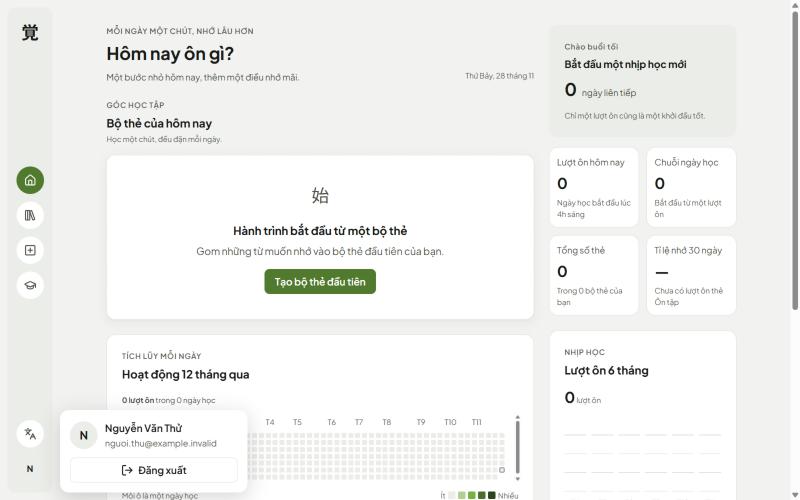 覚
MỖI NGÀY MỘT CHÚT, NHỚ LÂU HƠN
Hôm nay ôn gì?
Một bước nhỏ hôm nay, thêm một điều nhớ mãi.
Thứ Bảy, 28 tháng 11
GÓC HỌC TẬP
Bộ thẻ của hôm nay
Học một chút, đều đặn mỗi ngày.
始
Hành trình bắt đầu từ một bộ thẻ
Gom những từ muốn nhớ vào bộ thẻ đầu tiên của bạn.
Tạo bộ thẻ đầu tiên
TÍCH LŨY MỖI NGÀY
Hoạt động 12 tháng qua
0 lượt ôn trong 0 ngày học
T4 T5 T6 T7 T8 T9 T10 T11
Mỗi ô là một ngày học
Ít Nhiều
Chào buổi tối
Bắt đầu một nhịp học mới
0 ngày liên tiếp
Chỉ một lượt ôn cũng là một khởi đầu tốt.
Lượt ôn hôm nay
0
Ngày học bắt đầu lúc
4h sáng
Chuỗi ngày học
0
Bắt đầu từ một lượt
ôn
Tổng số thẻ
0
Trong 0 bộ thẻ của
bạn
Tỉ lệ nhớ 30 ngày
—
Chưa có lượt ôn thẻ
Ôn tập
NHỊP HỌC
Lượt ôn 6 tháng
0 lượt ôn
N
N
Nguyễn Văn Thử
nguoi.thu@example.invalid
Đăng xuất